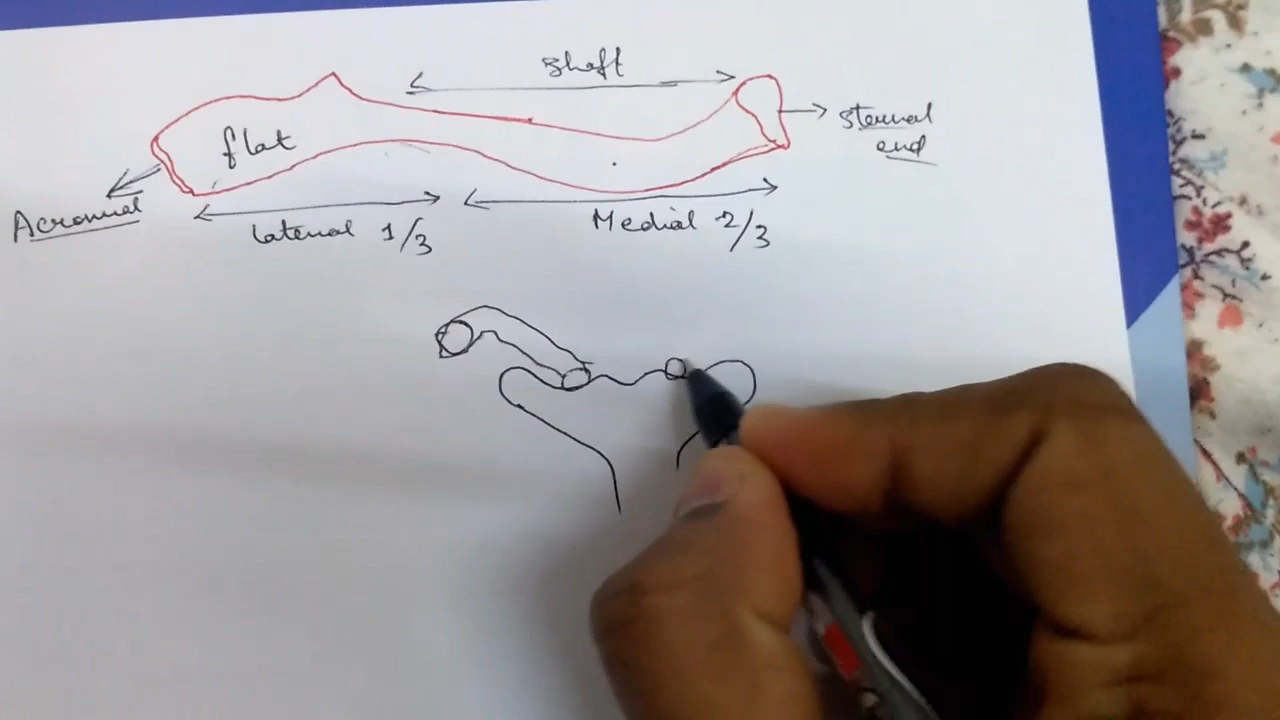 Shaft
flat
Sternal
end
Acromial
Lateral 1/3
Medial 2/3